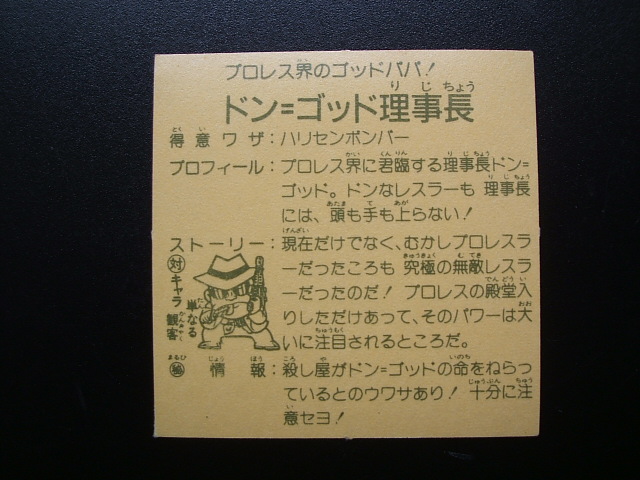 プロレス界のゴッドパパ!
ドン=ゴッド理事長
得意ワザ:ハリセンボンバー
プロフィール:プロレス界に君臨する理事長ドン=
ゴッド。ドンなレスラーも 理事長
には、頭も手も上らない!
ストーリー:現在だけでなく、むかしプロレスラ
ーだったころも 究極の無敵レスラ
ーだったのだ! プロレスの殿堂入
りしただけあって、そのパワーは大
いに注目されるところだ。
対キャラ
単なる
観客
㊙情報:殺し屋がドン=ゴッドの命をねらっ
ているとのウワサあり! 十分に注
意セヨ!